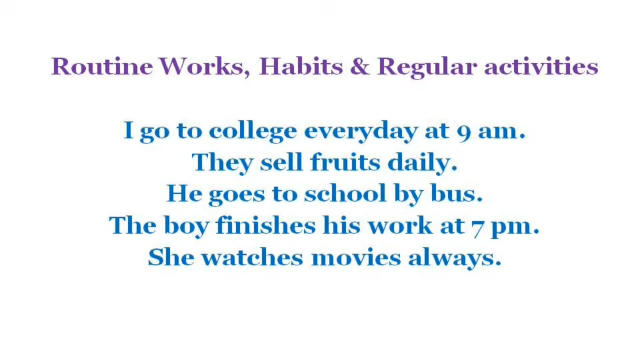 Routine Works, Habits & Regular activities
I go to college everyday at 9 am.
They sell fruits daily.
He goes to school by bus.
The boy finishes his work at 7 pm.
She watches movies always.